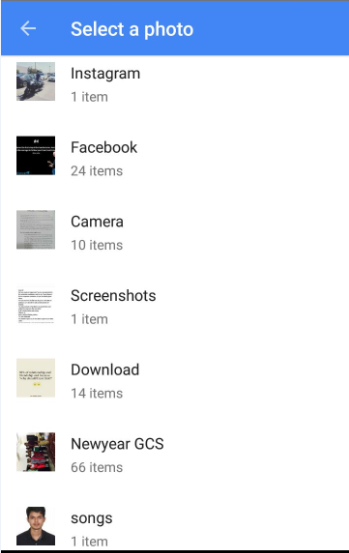 Select a photo
Instagram
1 item
Facebook
24 items
Camera
10 items
Screenshots
1 item
Download
14 items
Newyear GCS
66 items
songs
1 item